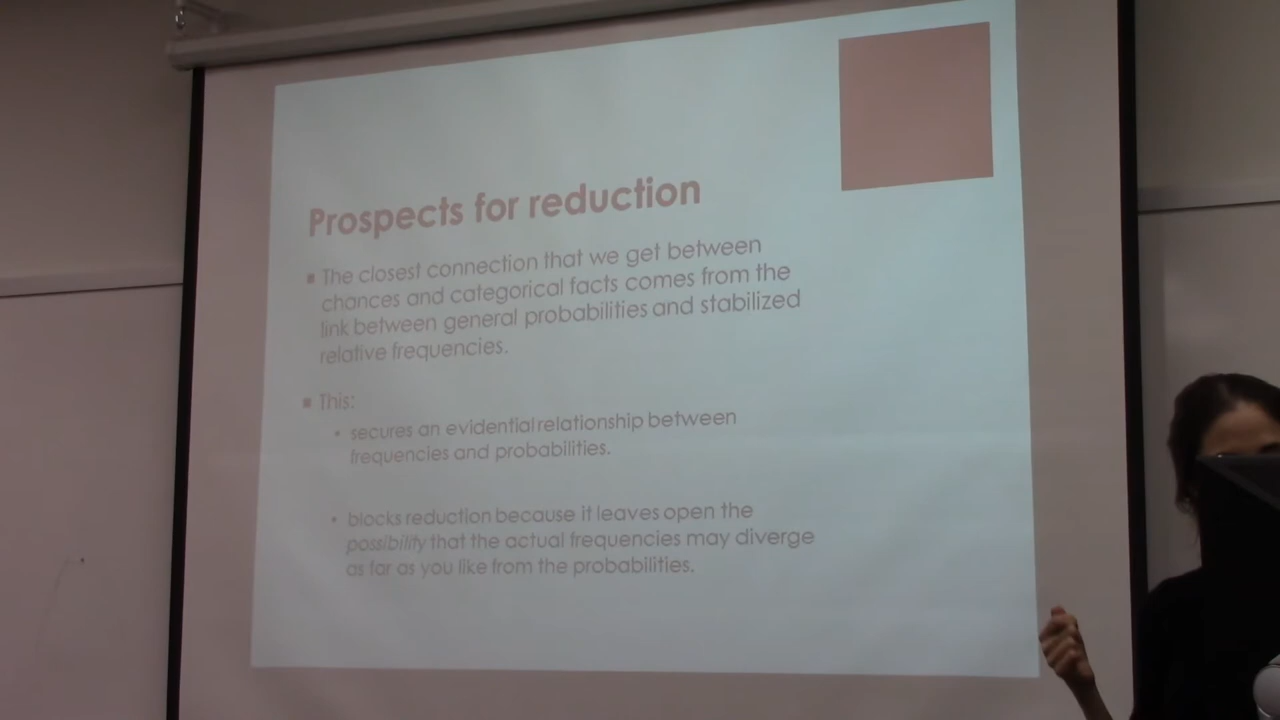 Prospects for reduction
The closest connection that we get between
chances and categorical facts comes from the
link between general probabilities and stabilized
relative frequencies.
This:
secures an evidential relationship between
frequencies and probabilities.
blocks reduction because it leaves open the
possibility that the actual frequencies may diverge
as far as you like from the probabilities.